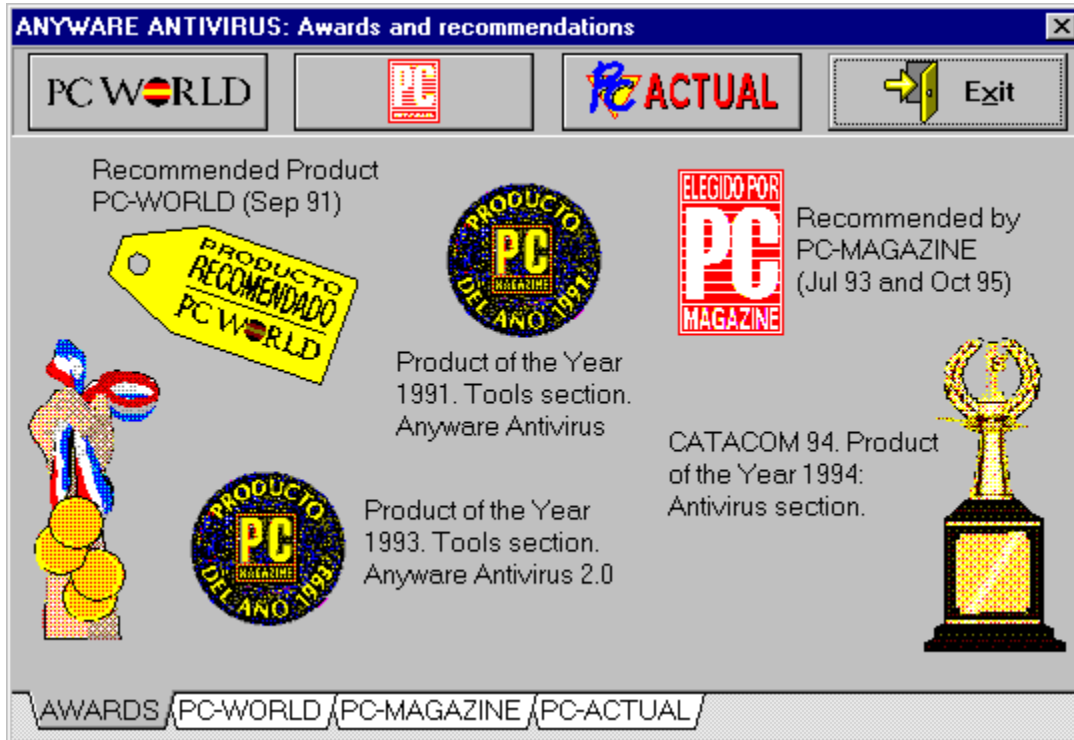 ANYWARE ANTIVIRUS: Awards and recommendations
PC WORLD
PC
PC ACTUAL
Exit
Recommended Product
PC-WORLD (Sep 91)
PRODUCTO
RECOMENDADO
PC WORLD
PRODUCTO
PC
MAGAZINE
DEL AÑO 1991
Product of the Year
1991. Tools section.
Anyware Antivirus
ELEGIDO POR
PC
MAGAZINE
Recommended by
PC-MAGAZINE
(Jul 93 and Oct 95)
PRODUCTO
PC
MAGAZINE
DEL AÑO 1993
Product of the Year
1993. Tools section.
Anyware Antivirus 2.0
CATACOM 94. Product
of the Year 1994:
Antivirus section.
AWARDS PC-WORLD PC-MAGAZINE PC-ACTUAL